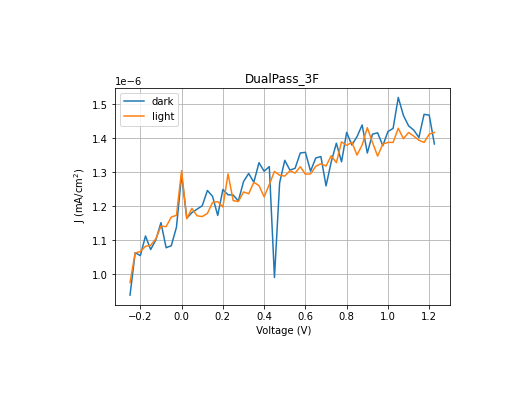 DualPass_3F
1e−6
dark
light
1.5
1.4
1.3
1.2
1.1
1.0
J (mA/cm²)
−0.2 0.0 0.2 0.4 0.6 0.8 1.0 1.2
Voltage (V)